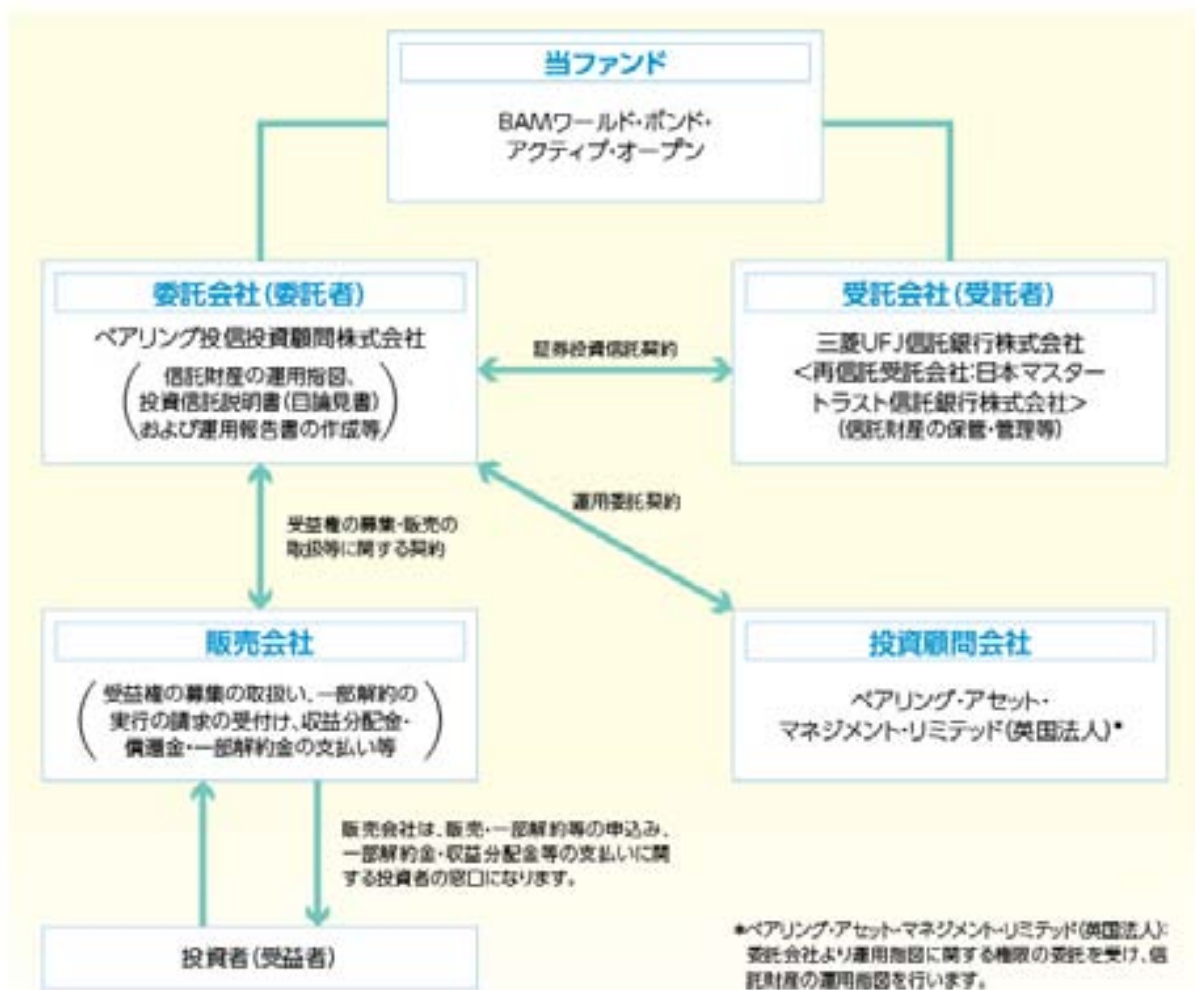 当ファンド
BAMワールド・ボンド・
アクティブ・オープン
委託会社(委託者)
ベアリング投信投資顧問株式会社
(信託財産の運用指図、
投資信託説明書(目論見書)
および運用報告書の作成等)
証券投資信託契約
受託会社(受託者)
三菱UFJ信託銀行株式会社
<再信託受託会社:日本マスター
トラスト信託銀行株式会社>
(信託財産の保管・管理等)
運用委託契約
受益権の募集・販売の
取扱等に関する契約
販売会社
(受益権の募集の取扱い、一部解約の
実行の請求の受付け、収益分配金・
償還金・一部解約金の支払い等)
投資顧問会社
ベアリング・アセット・
マネジメント・リミテッド(英国法人)*
販売会社は、販売・一部解約等の申込み、
一部解約金・収益分配金等の支払いに関
する投資者の窓口になります。
投資者(受益者)
*ベアリング・アセット・マネジメント・リミテッド(英国法人):
委託会社より運用指図に関する権限の委託を受け、信
託財産の運用指図を行います。